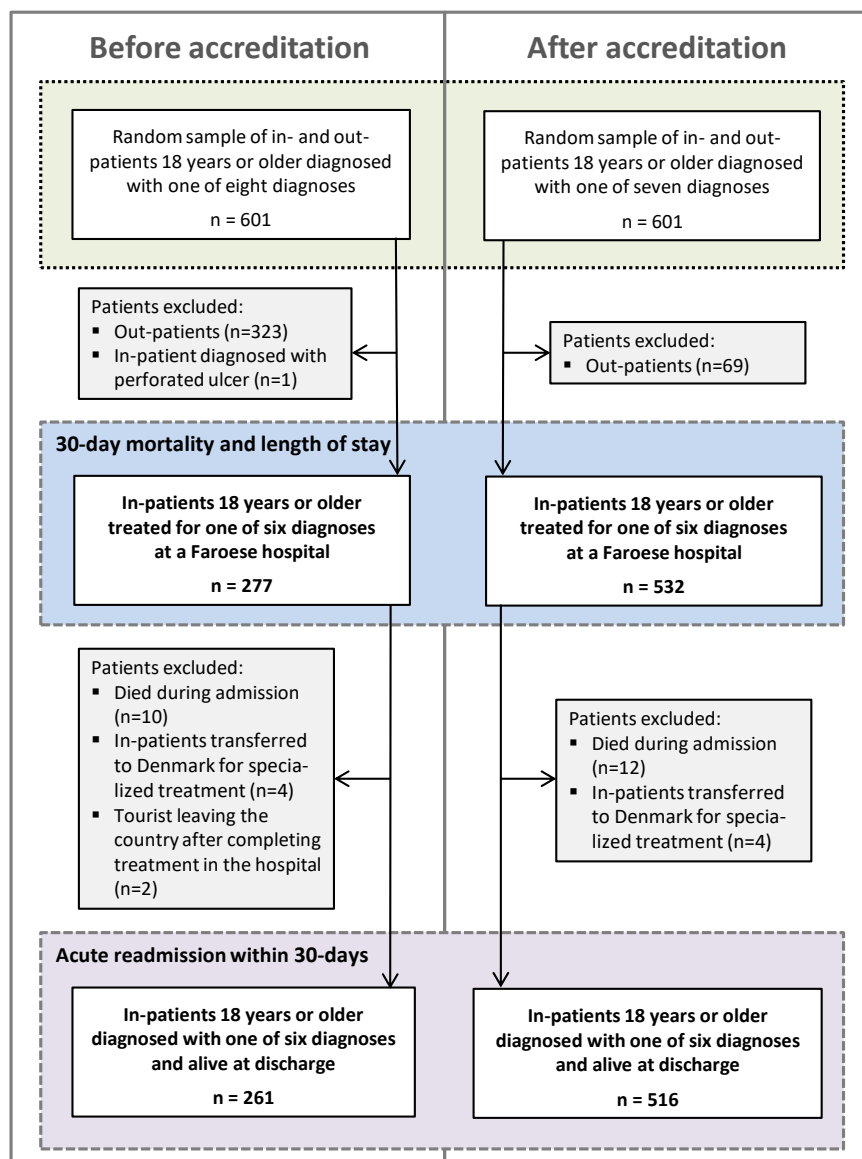 Before accreditation
After accreditation
Random sample of in- and out-
patients 18 years or older diagnosed
with one of eight diagnoses
n = 601
Random sample of in- and out-
patients 18 years or older diagnosed
with one of seven diagnoses
n = 601
Patients excluded:
▪ Out-patients (n=323)
▪ In-patient diagnosed with
perforated ulcer (n=1)
Patients excluded:
▪ Out-patients (n=69)
30-day mortality and length of stay
In-patients 18 years or older
treated for one of six diagnoses
at a Faroese hospital
n = 277
In-patients 18 years or older
treated for one of six diagnoses
at a Faroese hospital
n = 532
Patients excluded:
▪ Died during admission
(n=10)
▪ In-patients transferred
to Denmark for specia-
lized treatment (n=4)
▪ Tourist leaving the
country after completing
treatment in the hospital
(n=2)
Patients excluded:
▪ Died during admission
(n=12)
▪ In-patients transferred
to Denmark for specia-
lized treatment (n=4)
Acute readmission within 30-days
In-patients 18 years or older
diagnosed with one of six diagnoses
and alive at discharge
n = 261
In-patients 18 years or older
diagnosed with one of six diagnoses
and alive at discharge
n = 516